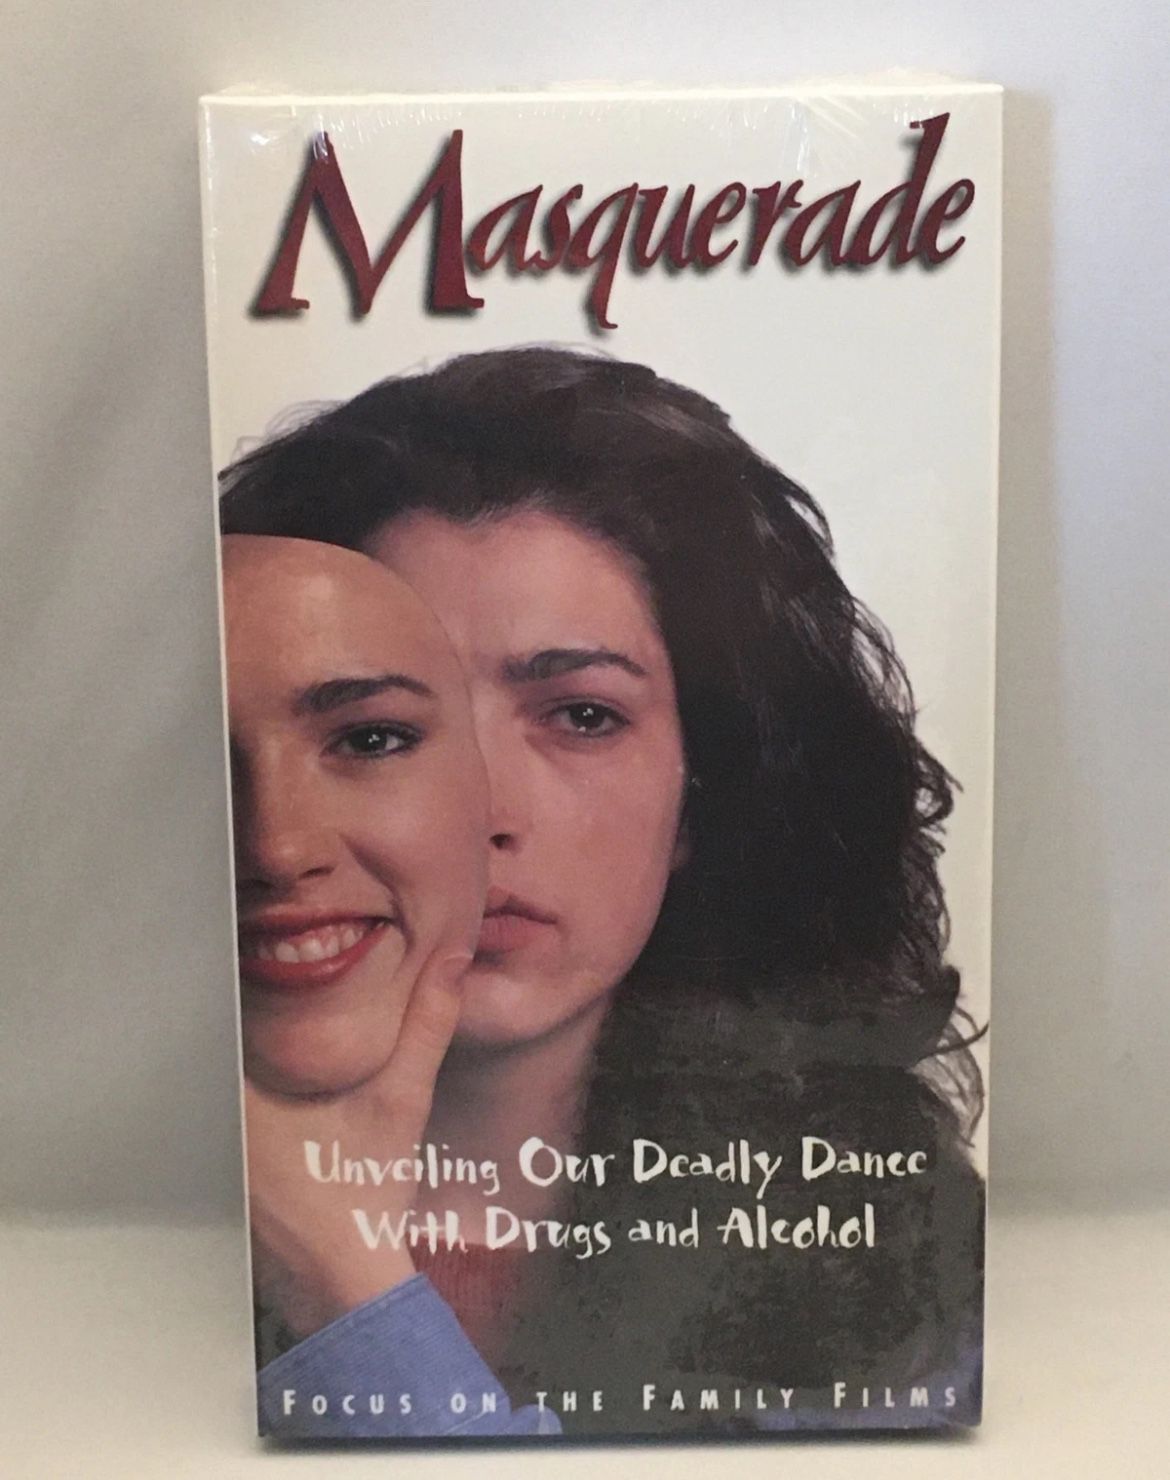 Masquerade
Unveiling Our Deadly Dance
With Drugs and Alcohol
Focus on the Family Films